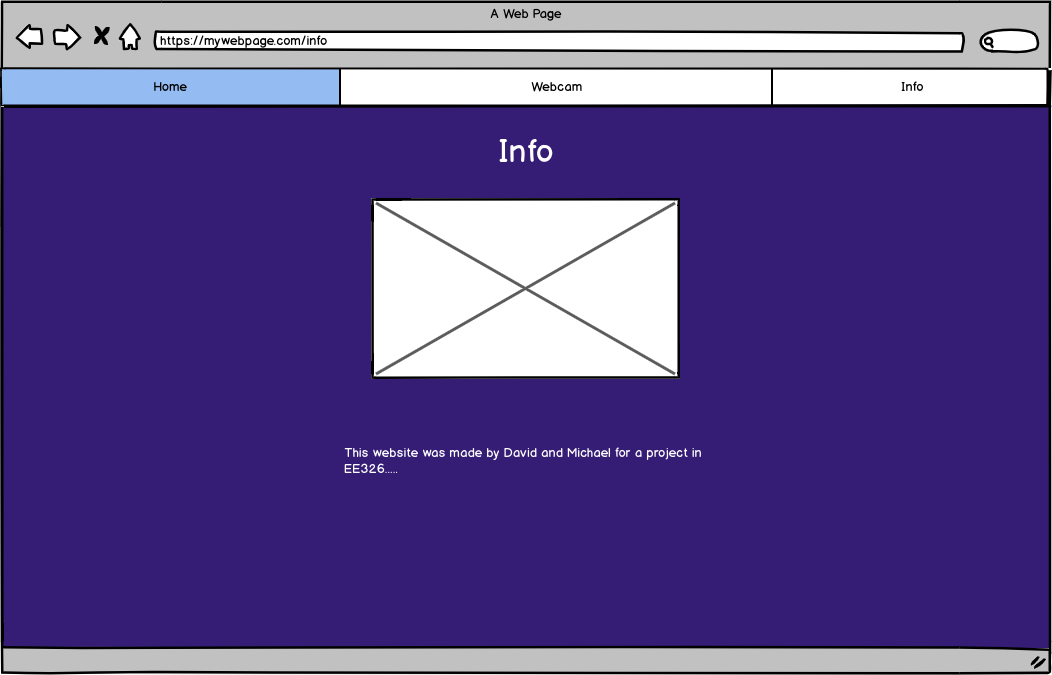 A Web Page
https://mywebpage.com/info
Home
Webcam
Info
Info
This website was made by David and Michael for a project in
EE326.....